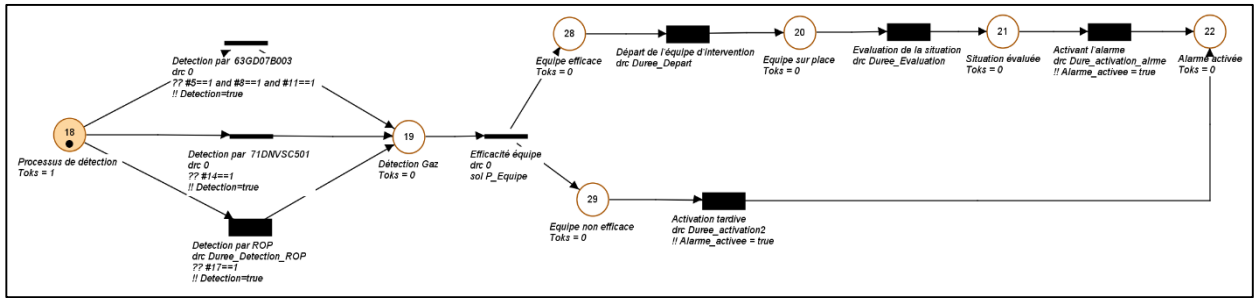 Detection par 63GD07B003
drc 0
?? #5==1 and #8==1 and #11==1
!! Detection=true
18
Processus de détection
Toks = 1
Detection par 71DNVSC501
drc 0
?? #14==1
!! Detection=true
Detection par ROP
drc Duree_Detection_ROP
?? #17==1
!! Detection=true
19
Détection Gaz
Toks = 0
Efficacité équipe
drc 0
sol P_Equipe
28
Equipe efficace
Toks = 0
Départ de l'équipe d'intervention
drc Duree_Depart
20
Equipe sur place
Toks = 0
Evaluation de la situation
drc Duree_Evaluation
21
Situation évaluée
Toks = 0
Activant l'alarme
drc Dure_activation_alrme
!! Alarme_activee = true
22
Alarme activée
Toks = 0
29
Equipe non efficace
Toks = 0
Activation tardive
drc Duree_activation2
!! Alarme_activee = true